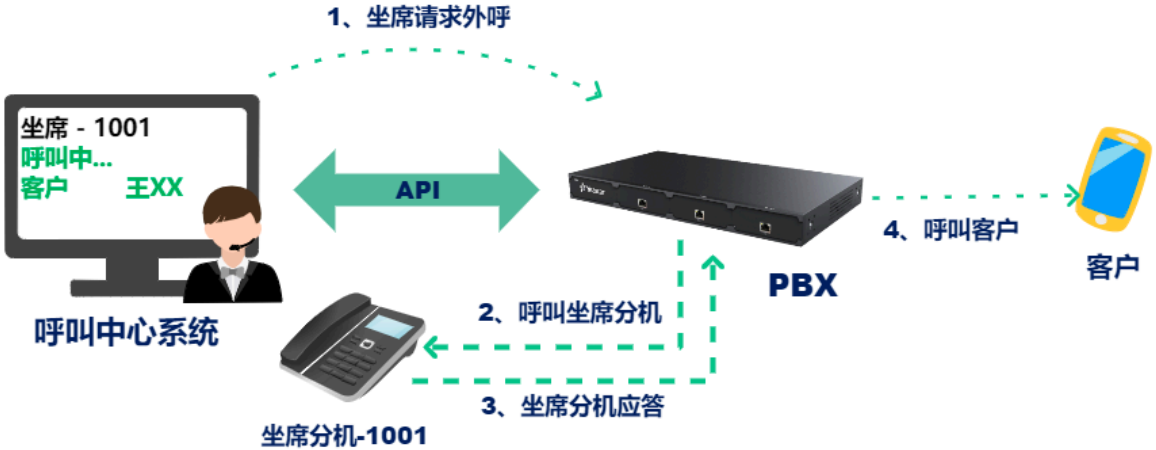 1、坐席请求外呼
坐席 - 1001
呼叫中...
客户 王XX
API
4、呼叫客户
客户
PBX
2、呼叫坐席分机
呼叫中心系统
3、坐席分机应答
坐席分机-1001